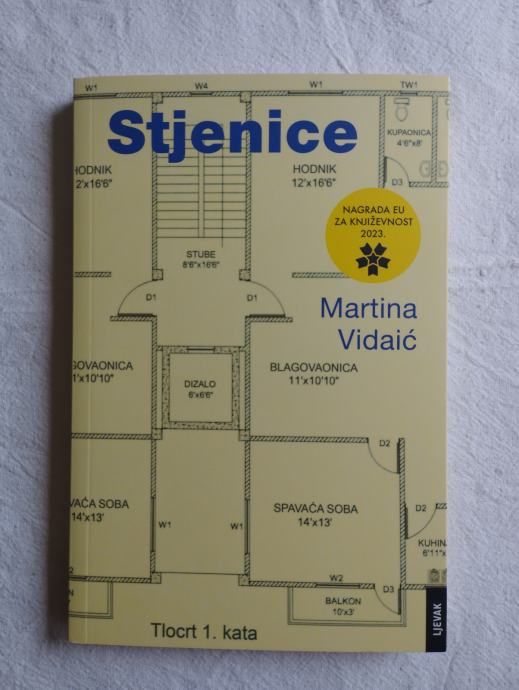 W1
W4
W1
TW1
Stjenice
KUPAONICA
4'6"x8'
HODNIK
2'x16'6"
HODNIK
12'x16'6"
D3
NAGRADA EU
ZA KNJIŽEVNOST
2023.
STUBE
8'6"x16'6"
D1
D1
Martina
Vidaić
GOVAONICA
1'x10'10"
DIZALO
6'x6'6"
BLAGOVAONICA
11'x10'10"
D2
VAĆA SOBA
14'x13'
SPAVAĆA SOBA
14'x13'
D2
W1
W1
KUHIN
6'11"x
2
W2
D3
N
BALKON
10'x3'
Tlocrt 1. kata
LJEVAK